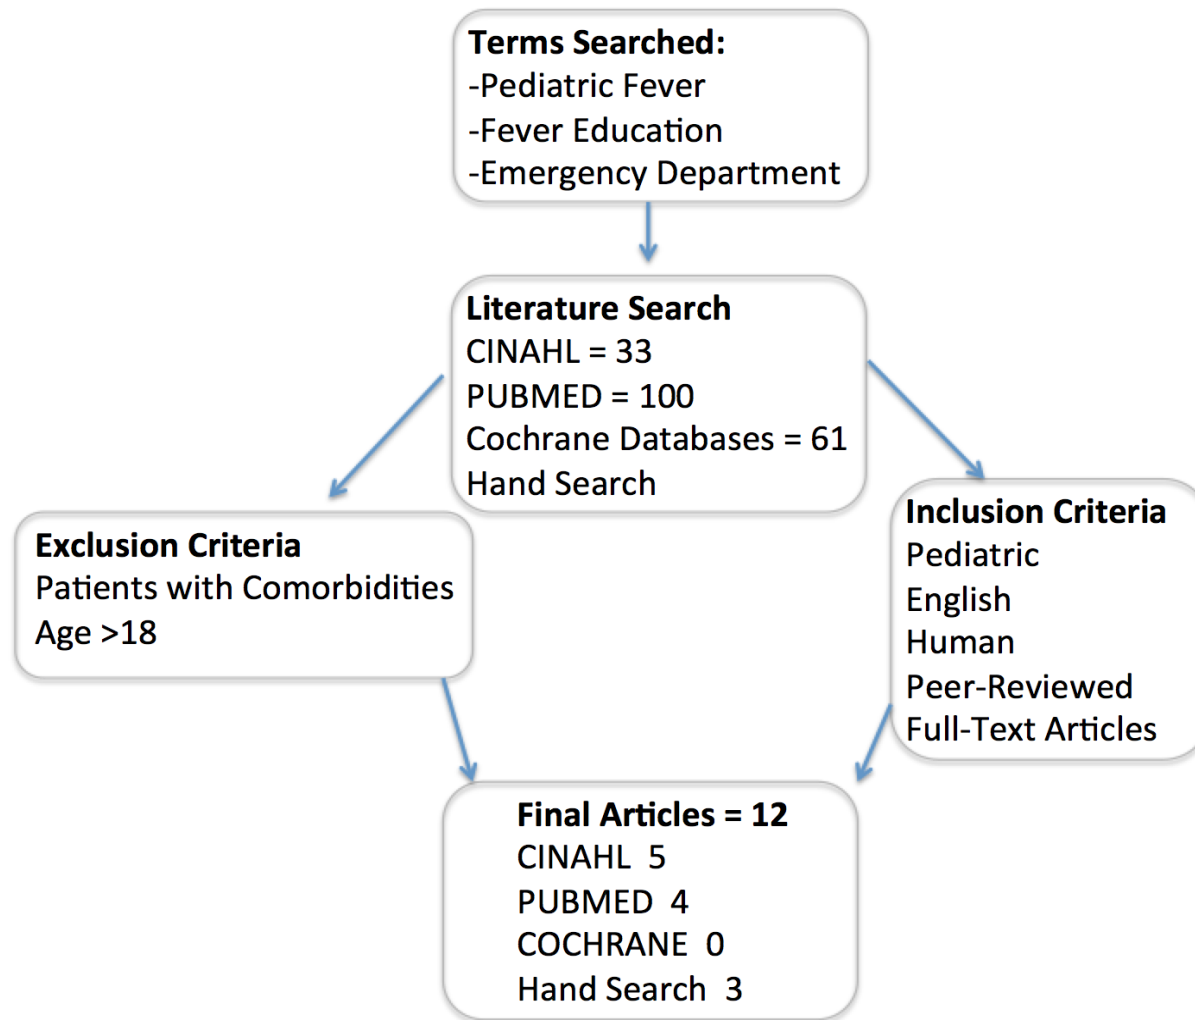 Terms Searched:
-Pediatric Fever
-Fever Education
-Emergency Department
Literature Search
CINAHL = 33
PUBMED = 100
Cochrane Databases = 61
Hand Search
Exclusion Criteria
Patients with Comorbidities
Age >18
Inclusion Criteria
Pediatric
English
Human
Peer-Reviewed
Full-Text Articles
Final Articles = 12
CINAHL 5
PUBMED 4
COCHRANE 0
Hand Search 3